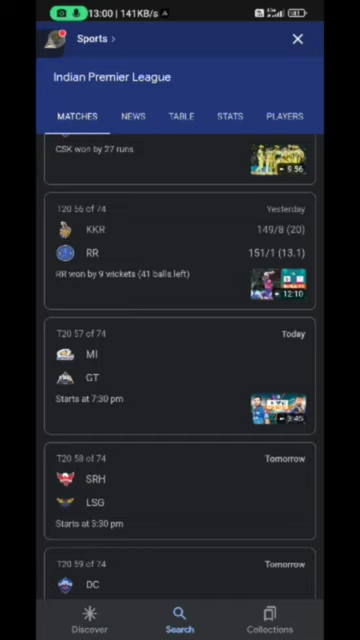 13:00 | 141KB/s
Sports >
Indian Premier League
MATCHES NEWS TABLE STATS PLAYERS
CSK won by 27 runs
9:56
T20 56 of 74 Yesterday
KKR 149/8 (20)
RR 151/1 (13.1)
RR won by 9 wickets (41 balls left)
12:10
T20 57 of 74 Today
MI
GT
Starts at 7:30 pm
3:45
T20 58 of 74 Tomorrow
SRH
LSG
Starts at 3:30 pm
T20 59 of 74 Tomorrow
DC
Discover Search Collections